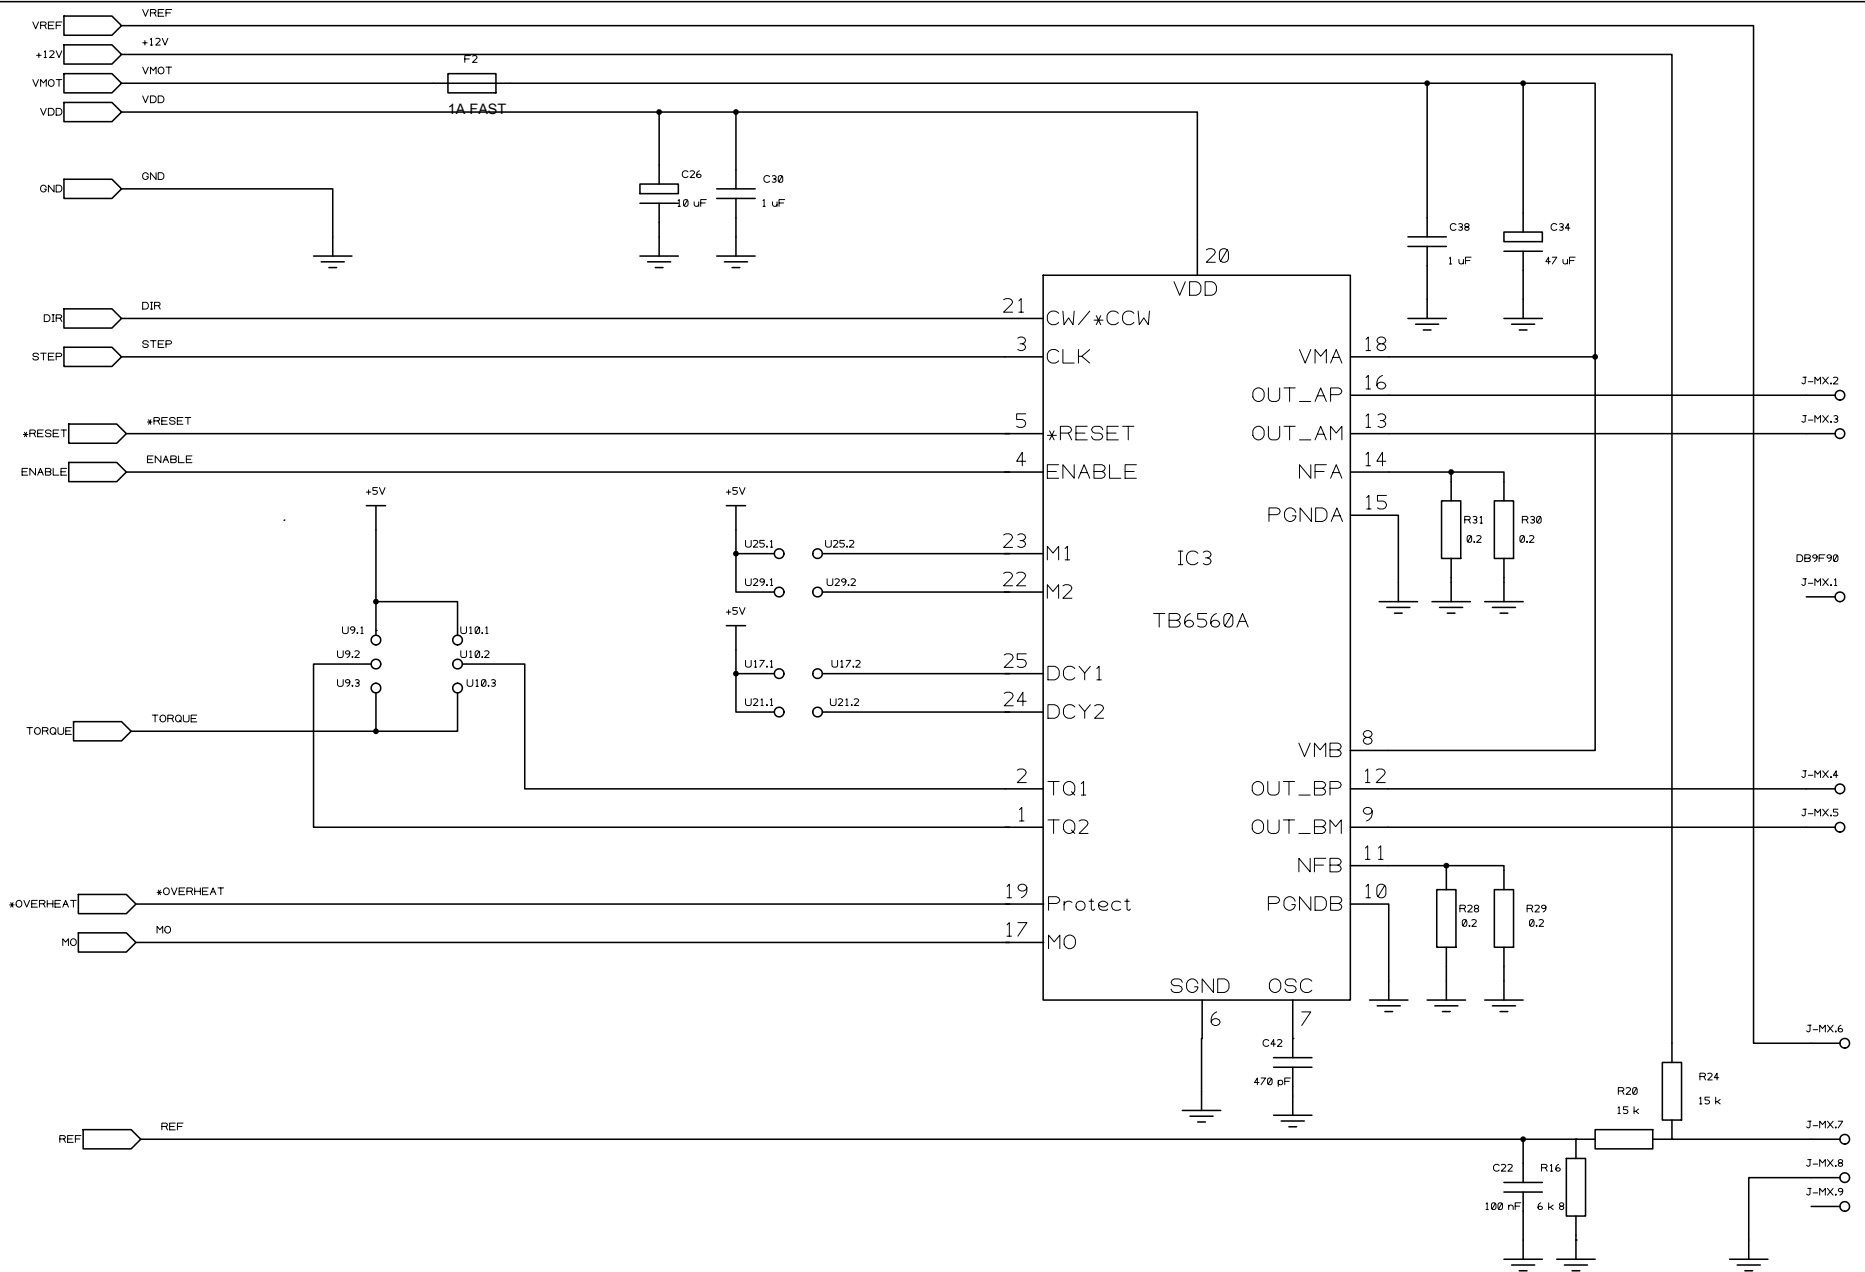 VREF VREF
+12V +12V
F2
VMOT VMOT
VDD VDD
1A FAST
GND GND
C26
10 uF
C30
1 uF
C38
1 uF
C34
47 uF
20
VDD
DIR DIR
21 CW/*CCW
STEP STEP
3 CLK
VMA 18
OUT_AP 16
J-MX.2
*RESET *RESET
5 *RESET
OUT_AM 13
J-MX.3
ENABLE ENABLE
4 ENABLE
NFA 14
PGNDA 15
R31
0.2
R30
0.2
+5V
+5V
U25.1 U25.2
23 M1
IC3
DB9F90
J-MX.1
U29.1 U29.2
22 M2
+5V
TB6560A
U9.1 U10.1
U9.2 U10.2
U9.3 U10.3
U17.1 U17.2
25 DCY1
U21.1 U21.2
24 DCY2
TORQUE TORQUE
VMB 8
2 TQ1
OUT_BP 12
J-MX.4
1 TQ2
OUT_BM 9
J-MX.5
NFB 11
*OVERHEAT *OVERHEAT
19 Protect
PGNDB 10
R28
0.2
R29
0.2
MO MO
17 MO
SGND OSC
6 7
C42
470 pF
J-MX.6
R20
15 k
R24
15 k
REF REF
J-MX.7
C22
100 nF
R16
6 k 8
J-MX.8
J-MX.9